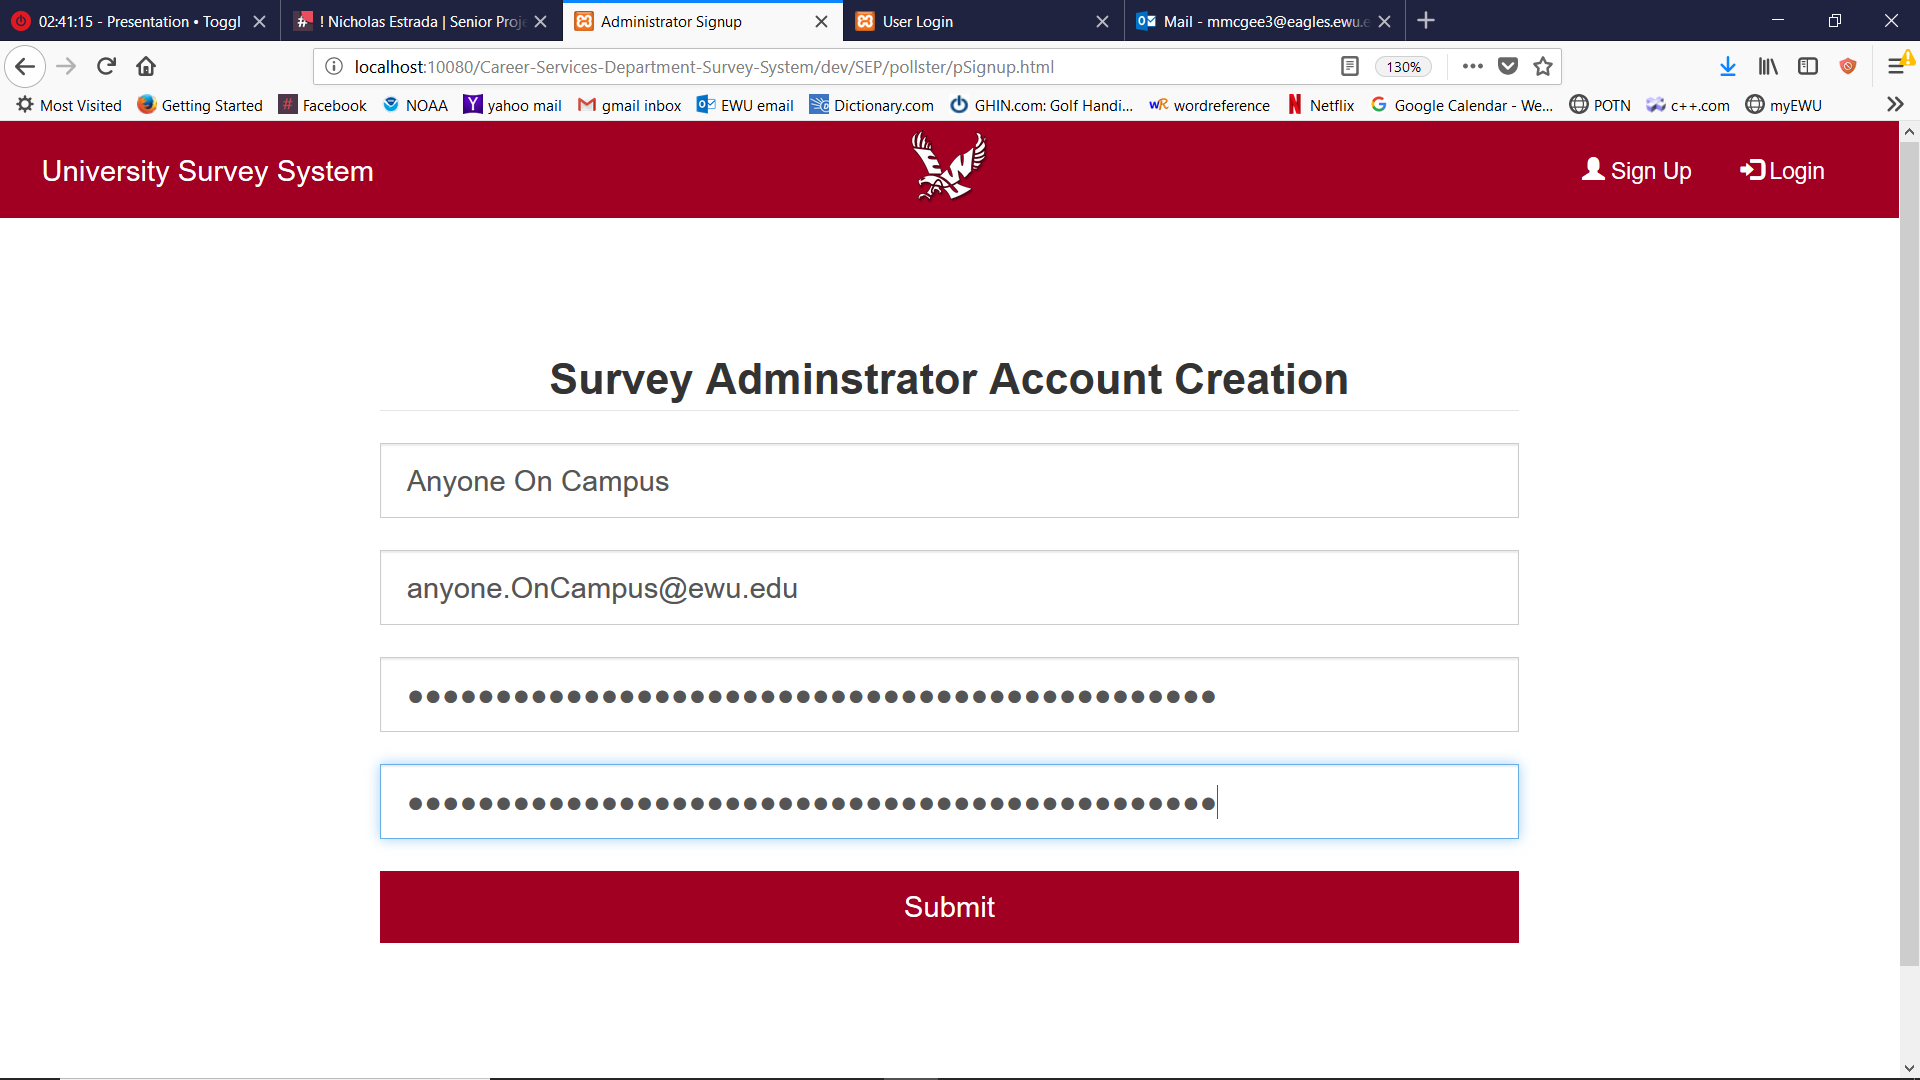 02:41:15 - Presentation • Toggl
! Nicholas Estrada | Senior Proj
Administrator Signup
User Login
Mail - mmcgee3@eagles.ewu.e
localhost:10080/Career-Services-Department-Survey-System/dev/SEP/pollster/pSignup.html
130%
Most Visited Getting Started Facebook NOAA yahoo mail gmail inbox EWU email Dictionary.com GHIN.com: Golf Handi... wordreference Netflix Google Calendar - We... POTN c++.com myEWU
University Survey System
Sign Up
Login
Survey Adminstrator Account Creation
Anyone On Campus
anyone.OnCampus@ewu.edu
Submit